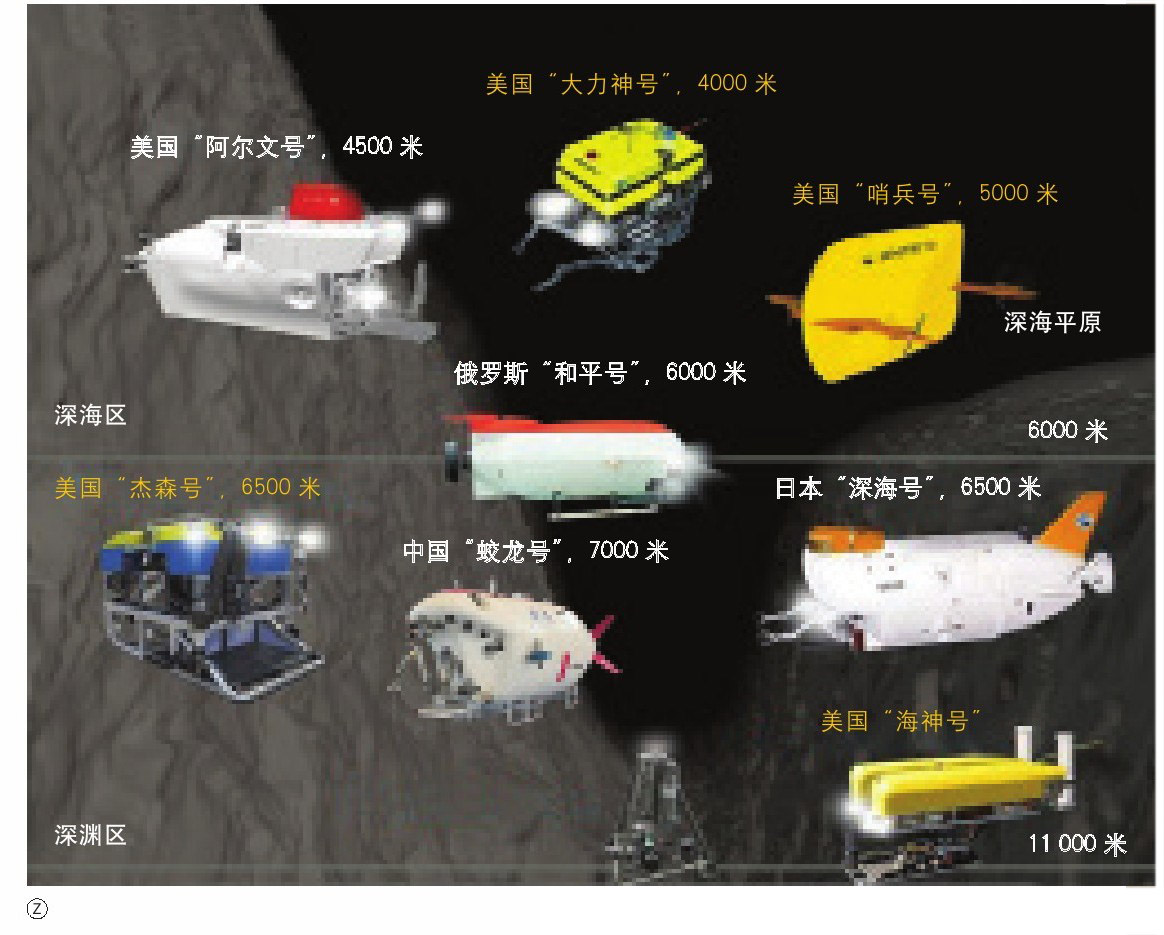 美国“大力神号”，4000 米
美国“阿尔文号”，4500 米
美国“哨兵号”，5000 米
深海平原
俄罗斯“和平号”，6000 米
深海区
6000 米
美国“杰森号”，6500 米
日本“深海号”，6500 米
中国“蛟龙号”，7000 米
美国“海神号”
深渊区
11 000 米
Ⓩ